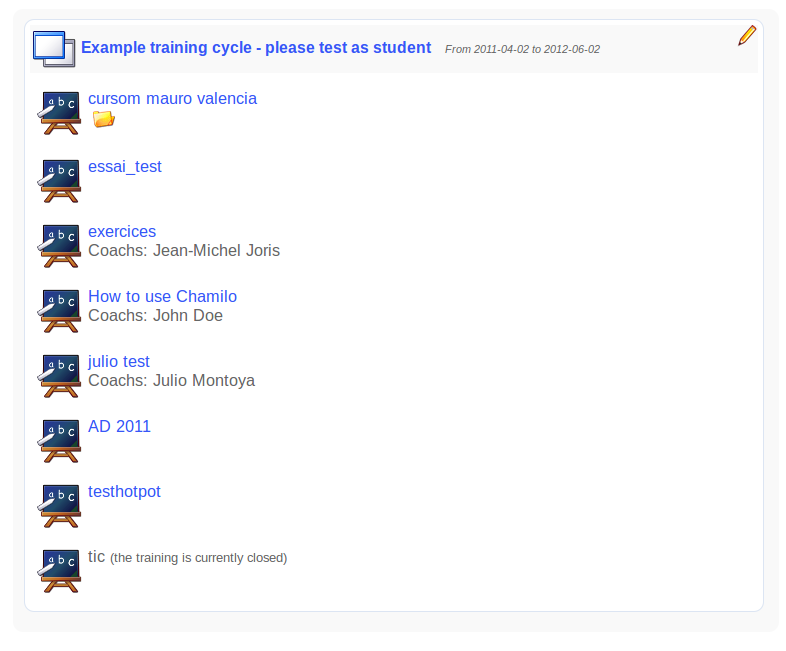 Example training cycle - please test as student From 2011-04-02 to 2012-06-02
a b c cursom mauro valencia
a b c essai_test
a b c exercices
Coachs: Jean-Michel Joris
a b c How to use Chamilo
Coachs: John Doe
a b c julio test
Coachs: Julio Montoya
a b c AD 2011
a b c testhotpot
a b c tic (the training is currently closed)